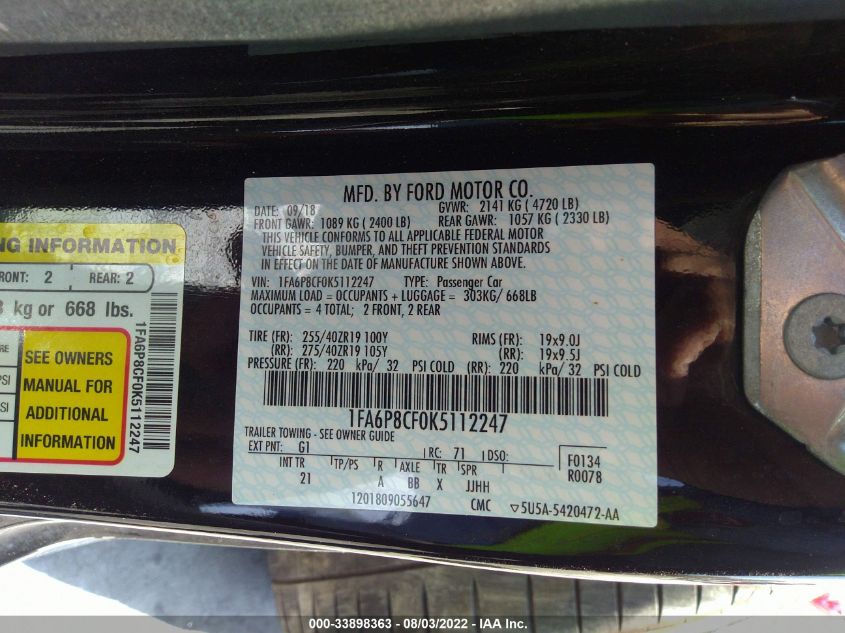 NG INFORMATION
FRONT: 2 REAR: 2
kg or 668 lbs.
SEE OWNERS
MANUAL FOR
ADDITIONAL
INFORMATION
1FA6P8CF0K5112247
MFD. BY FORD MOTOR CO.
DATE: 09/18 GVWR: 2141 KG ( 4720 LB)
FRONT GAWR: 1089 KG ( 2400 LB) REAR GAWR: 1057 KG ( 2330 LB)
THIS VEHICLE CONFORMS TO ALL APPLICABLE FEDERAL MOTOR
VEHICLE SAFETY, BUMPER, AND THEFT PREVENTION STANDARDS
IN EFFECT ON THE DATE OF MANUFACTURE SHOWN ABOVE.
VIN: 1FA6P8CF0K5112247 TYPE: Passenger Car
MAXIMUM LOAD = OCCUPANTS + LUGGAGE = 303KG/ 668LB
OCCUPANTS = 4 TOTAL; 2 FRONT, 2 REAR
TIRE (FR): 255/40ZR19 100Y RIMS (FR): 19x9.0J
(RR): 275/40ZR19 105Y (RR): 19x9.5J
PRESSURE (FR): 220 kPa/ 32 PSI COLD (RR): 220 kPa/ 32 PSI COLD
1FA6P8CF0K5112247
TRAILER TOWING - SEE OWNER GUIDE
EXT PNT: G1 RC: 71 DSO: F0134
R0078
INT TR TP/PS R AXLE TR SPR
21 A BB X JJHH
1201809055647 CMC 5U5A-5420472-AA
000-33898363 - 08/03/2022 - IAA Inc.